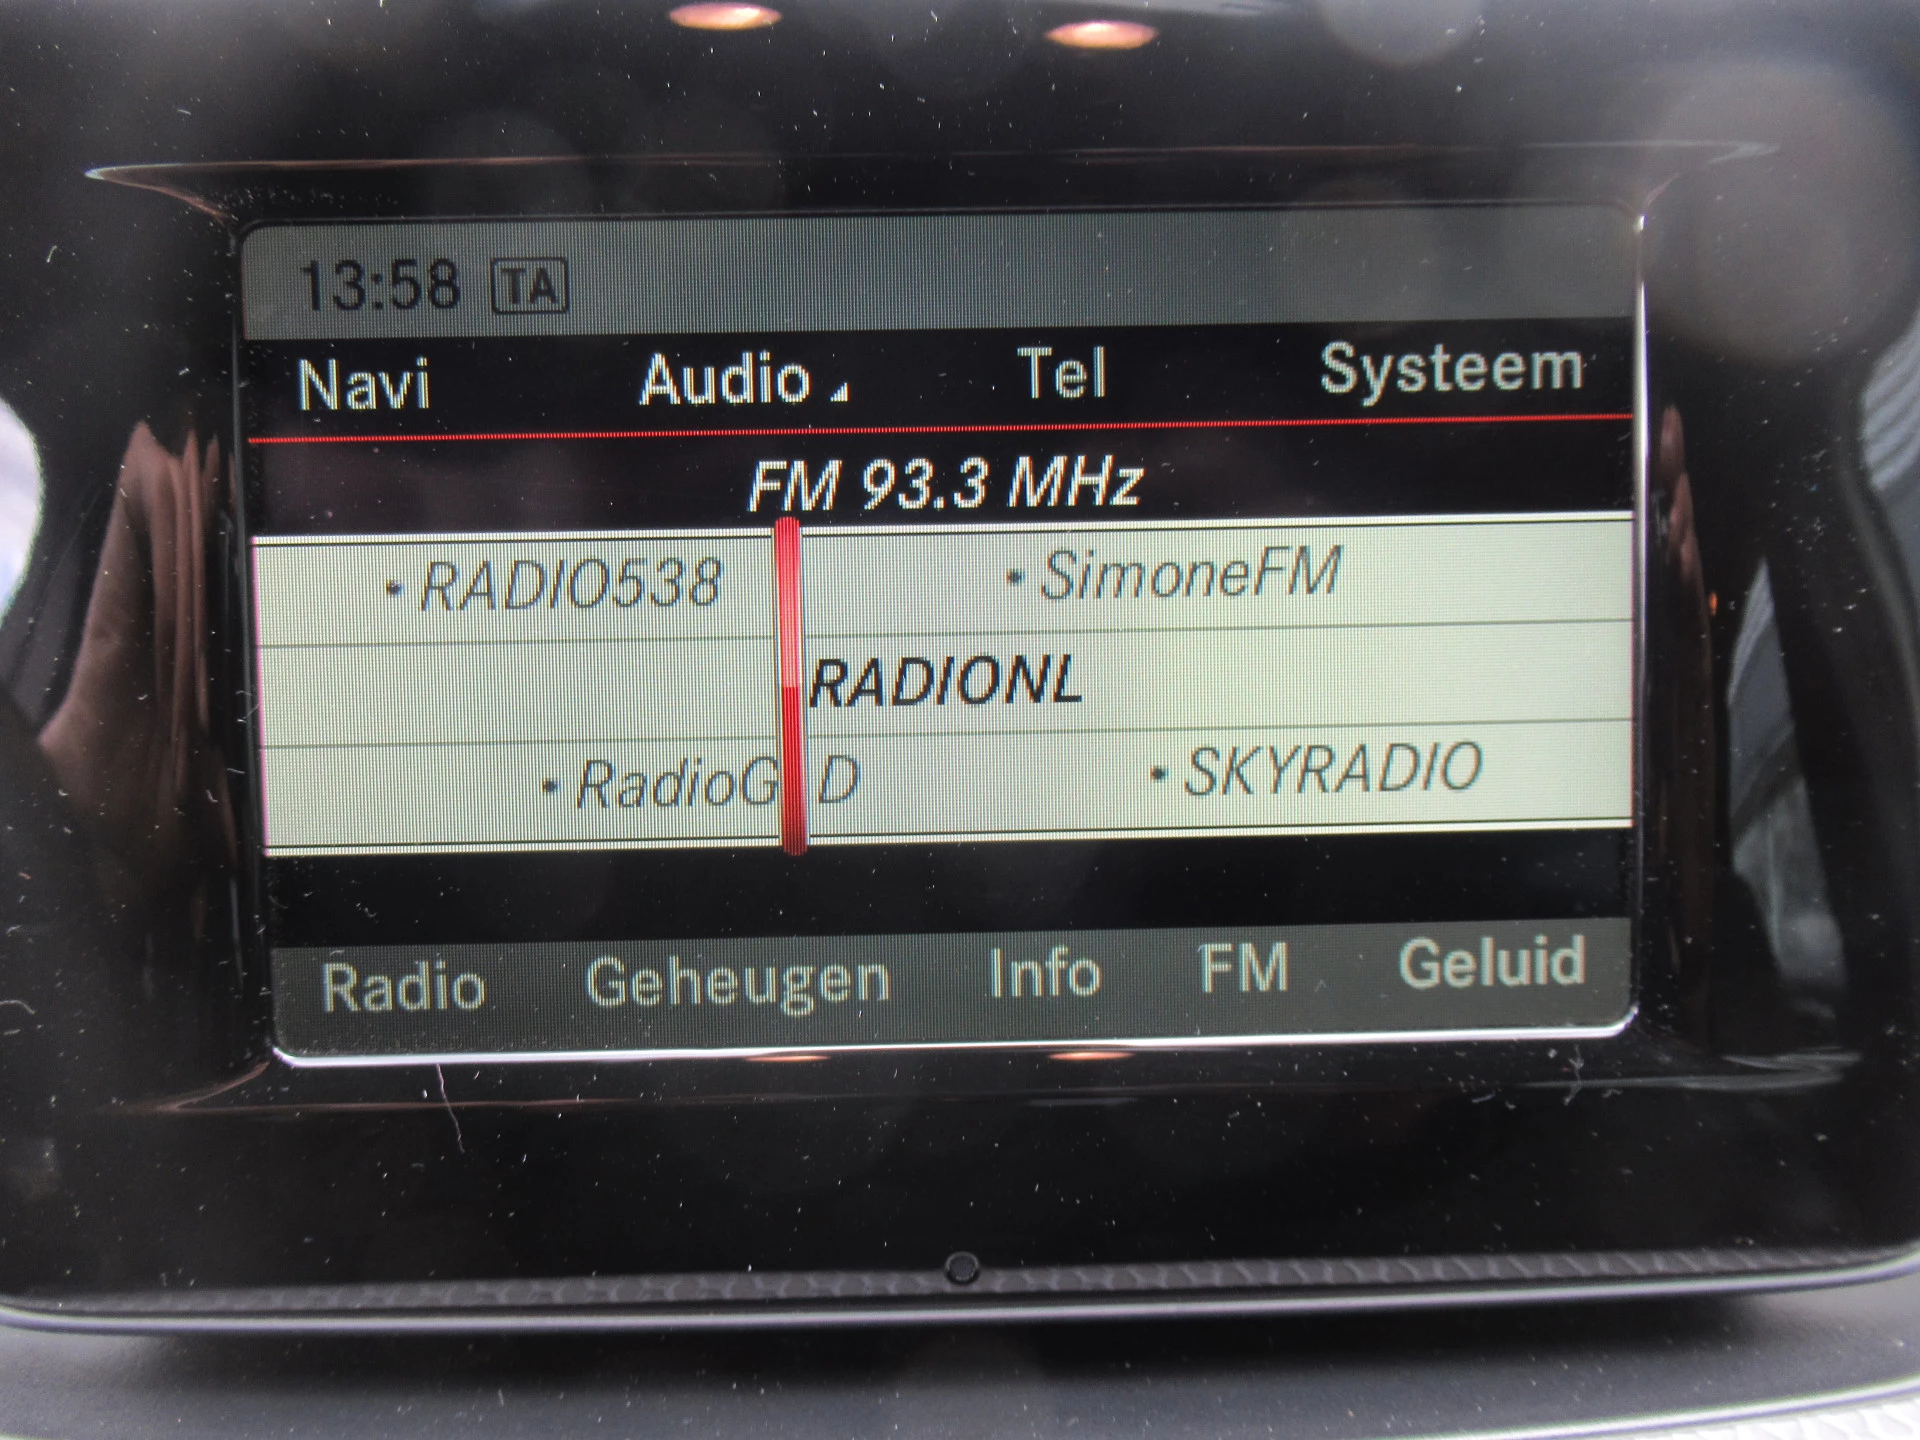 13:58 TA
Navi Audio Tel Systeem
FM 93.3 MHz
• RADIO538 • SimoneFM
RADIONL
• SKYRADIO
Radio Geheugen Info FM Geluid